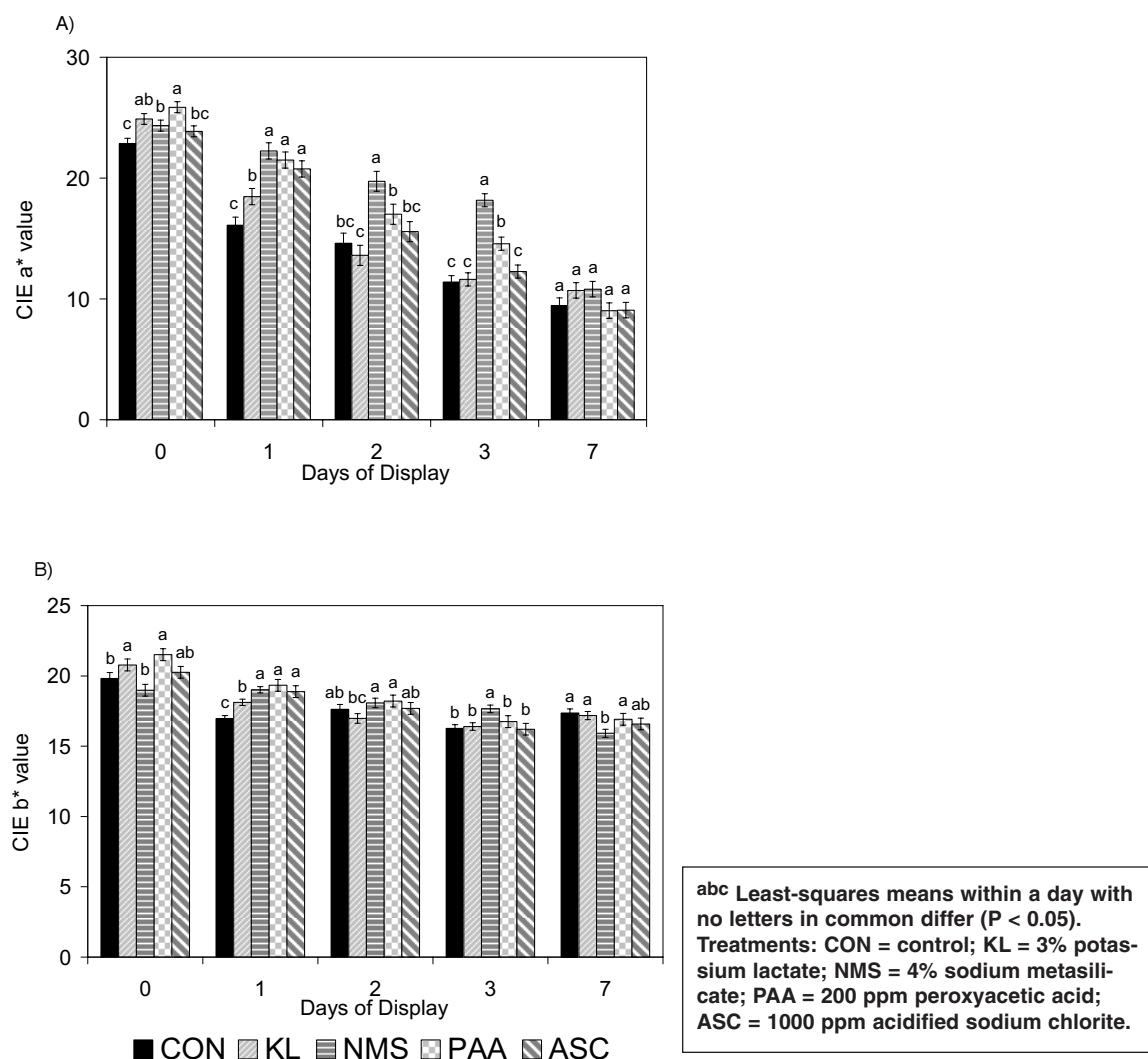 A)
30
20
10
0
CIE a* value
c ab b a bc
c b a a a
bc c a b bc
c c a b c
a a a a a
0 1 2 3 7
Days of Display
B)
25
20
15
10
5
0
CIE b* value
b a b a ab
c b a a a
ab bc a a ab
b b a b b
a a b a ab
0 1 2 3 7
Days of Display
CON KL NMS PAA ASC
abc Least-squares means within a day with
no letters in common differ (P < 0.05).
Treatments: CON = control; KL = 3% potas-
sium lactate; NMS = 4% sodium metasili-
cate; PAA = 200 ppm peroxyacetic acid;
ASC = 1000 ppm acidified sodium chlorite.